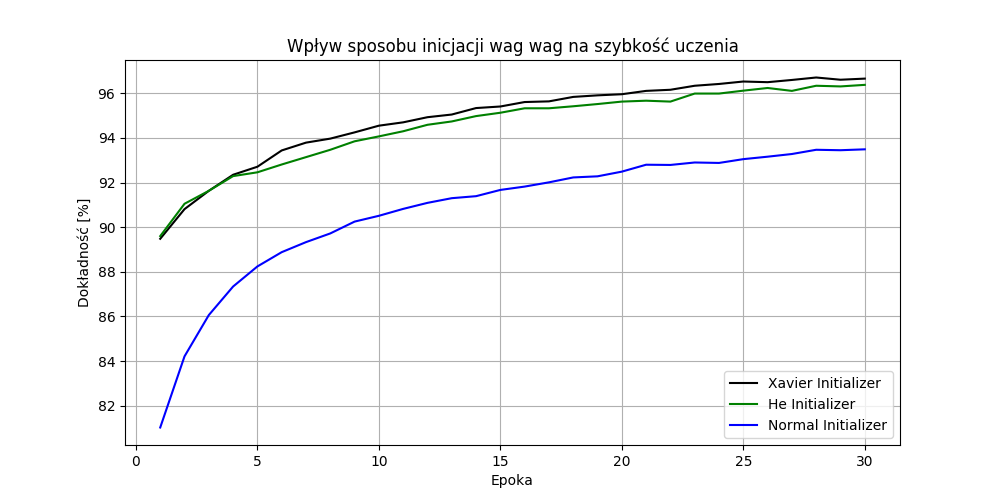 Wpływ sposobu inicjacji wag wag na szybkość uczenia
Dokładność [%]
96
94
92
90
88
86
84
82
0 5 10 15 20 25 30
Epoka
Xavier Initializer
He Initializer
Normal Initializer